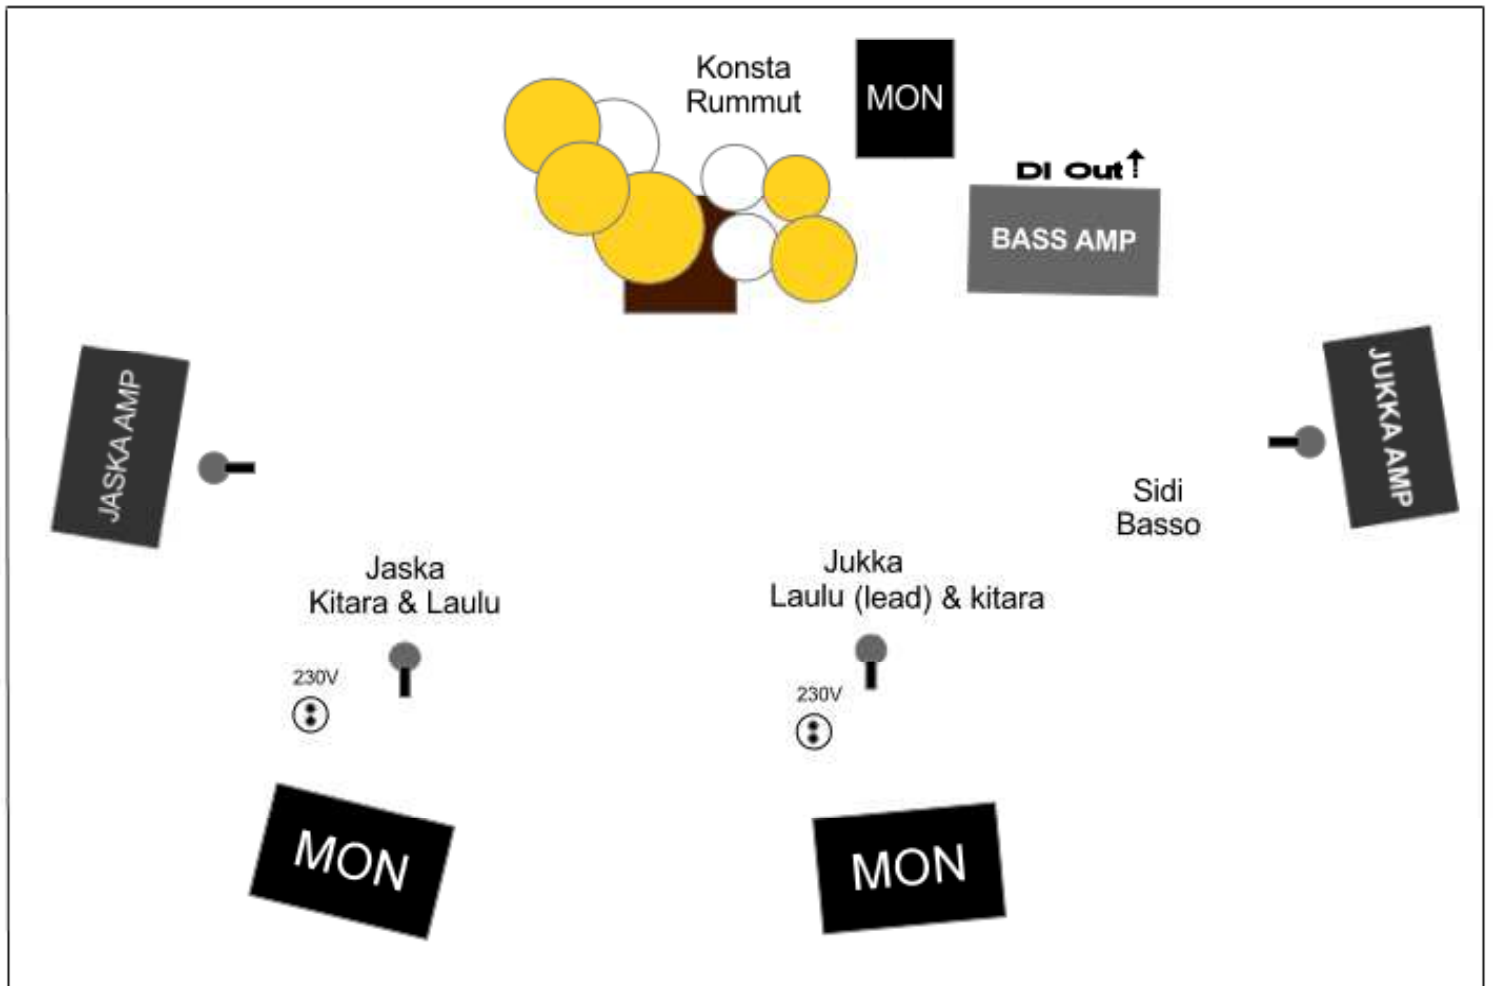 Konsta
Rummut
MON
DI Out
BASS AMP
JASKA AMP
JUKKA AMP
Sidi
Basso
Jaska
Kitara & Laulu
Jukka
Laulu (lead) & kitara
230V
230V
MON
MON